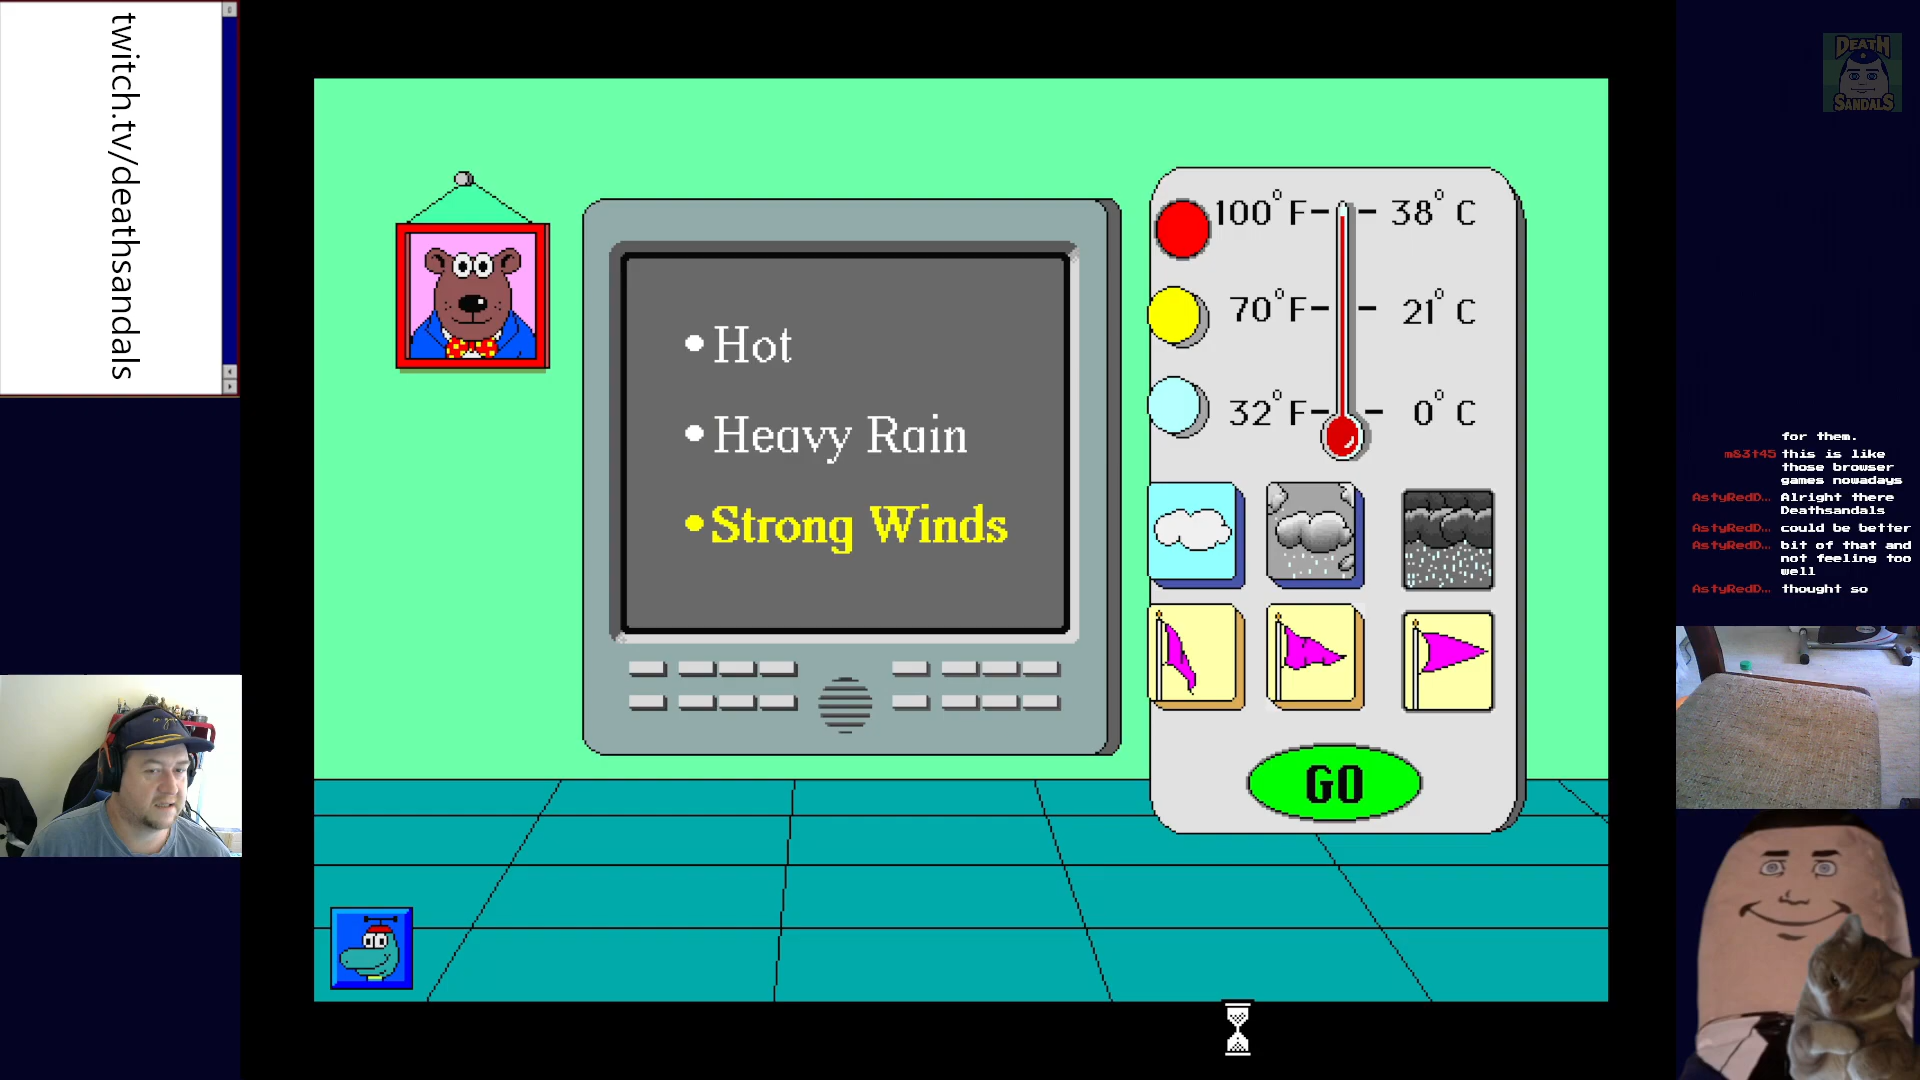 twitch.tv/deathsandals
DEATH
SANDALS
100°F
38°C
70°F
21°C
32°F
0°C
• Hot
• Heavy Rain
• Strong Winds
GO
for them.
m83t45 this is like
those browser
games nowadays
AstyRedD... Alright there
Deathsandals
AstyRedD... could be better
AstyRedD... bit of that and
not feeling too
well
AstyRedD... thought so